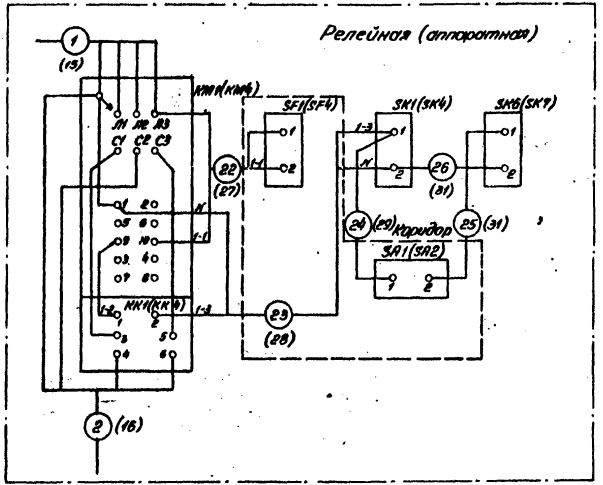 Релейная (аппаратная)
1
(15)
КМ1(КМ4)
Л1 Л2 Л3
С1 С2 С3
SF1(SF4)
1
2
SK1(SK4)
1
2
SK6(SK7)
1
2
1-3
N
22
(27)
1-1
26
(31)
1 2
5 6
9 10
3 4
7 8
N
1-1
24
(29)
Коридор
25
(31)
SA1(SA2)
1 2
КК1(КК4)
1-2
1 2
1-3
3 5
4 6
23
(28)
2
(16)